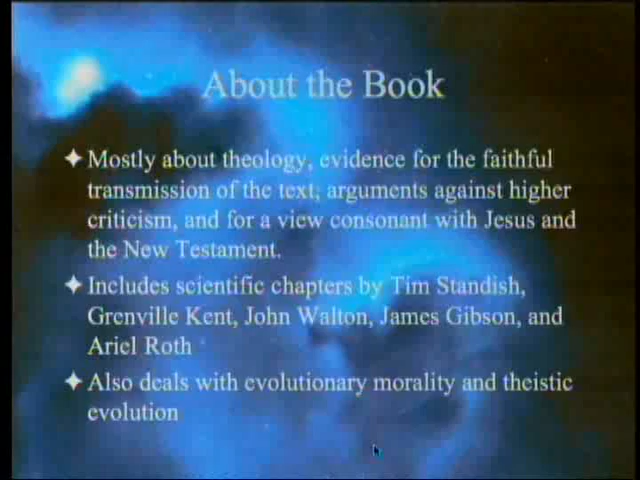 About the Book
Mostly about theology, evidence for the faithful
transmission of the text; arguments against higher
criticism, and for a view consonant with Jesus and
the New Testament.
Includes scientific chapters by Tim Standish,
Grenville Kent, John Walton, James Gibson, and
Ariel Roth
Also deals with evolutionary morality and theistic
evolution